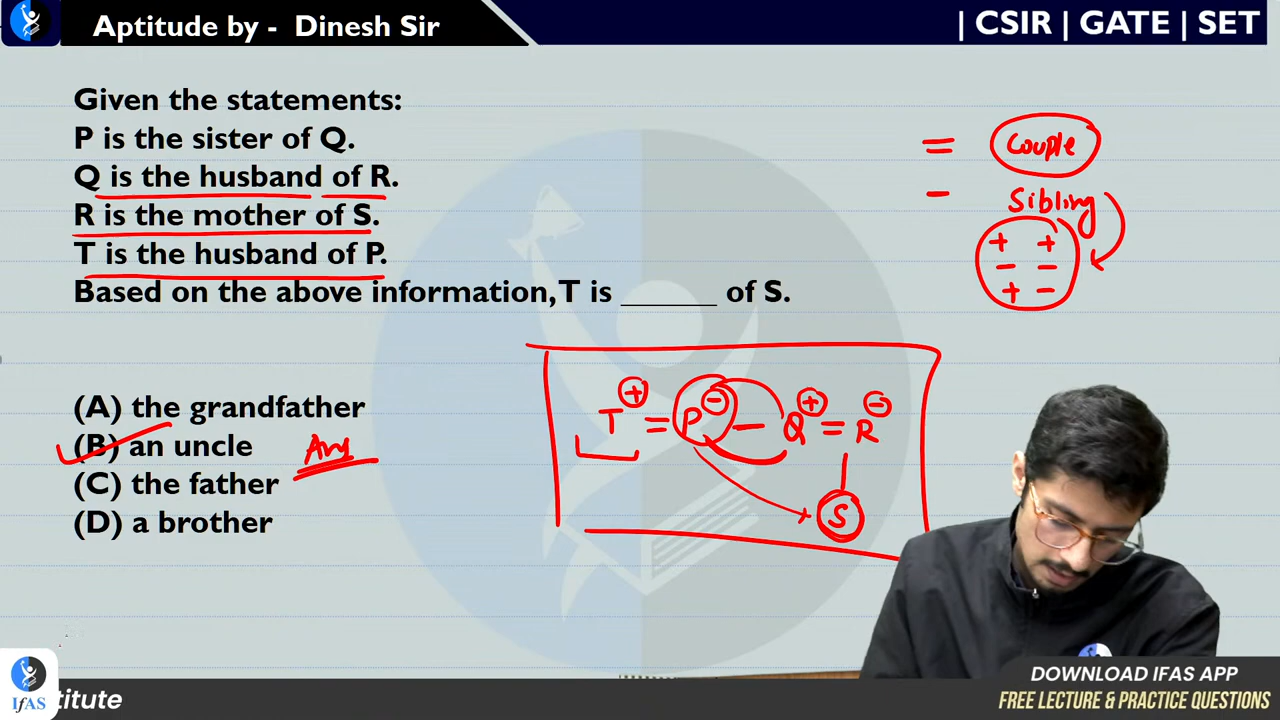 Aptitude by - Dinesh Sir
| CSIR | GATE | SET
Given the statements:
P is the sister of Q.
Q is the husband of R.
R is the mother of S.
T is the husband of P.
Based on the above information, T is ______ of S.
= Couple
- Sibling
+ +
- -
+ -
(A) the grandfather
(B) an uncle Ans
(C) the father
(D) a brother
T + = P - — Q + = R -
S
IfAS
titute
DOWNLOAD IFAS APP
FREE LECTURE & PRACTICE QUESTIONS